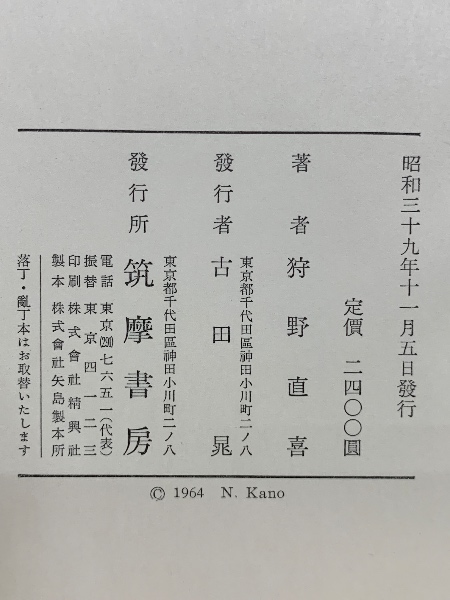 昭和三十九年十一月五日發行
定價 二四〇〇圓
著者 狩野直喜
東京都千代田區神田小川町二ノ八
發行者 古田晁
東京都千代田區神田小川町二ノ八
發行所 筑摩書房
電話 東京(291)七六五一(代表)
振替 東京四一二三
印刷 株式會社精興社
製本 株式會社矢島製本所
落丁・亂丁本はお取替いたします
© 1964 N. Kano